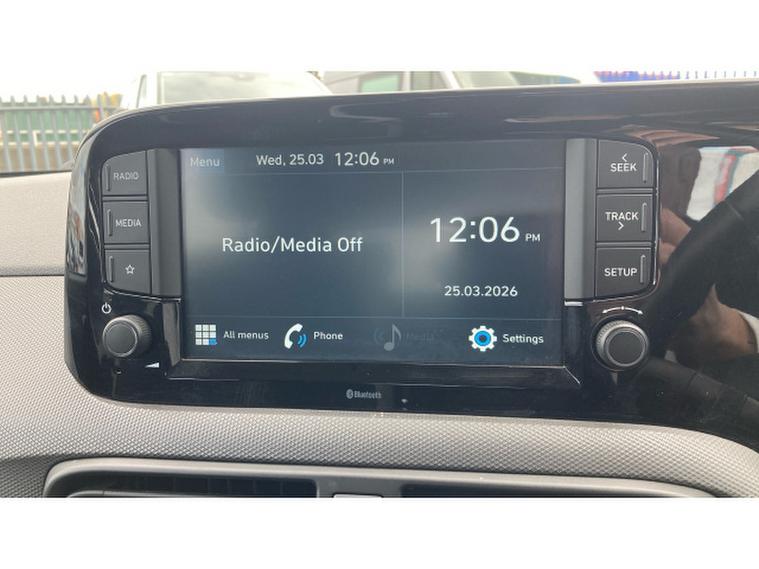 RADIO
MEDIA
Menu Wed, 25.03 12:06 PM
Radio/Media Off
12:06 PM
25.03.2026
All menus Phone Media Settings
SEEK
TRACK
SETUP
Bluetooth